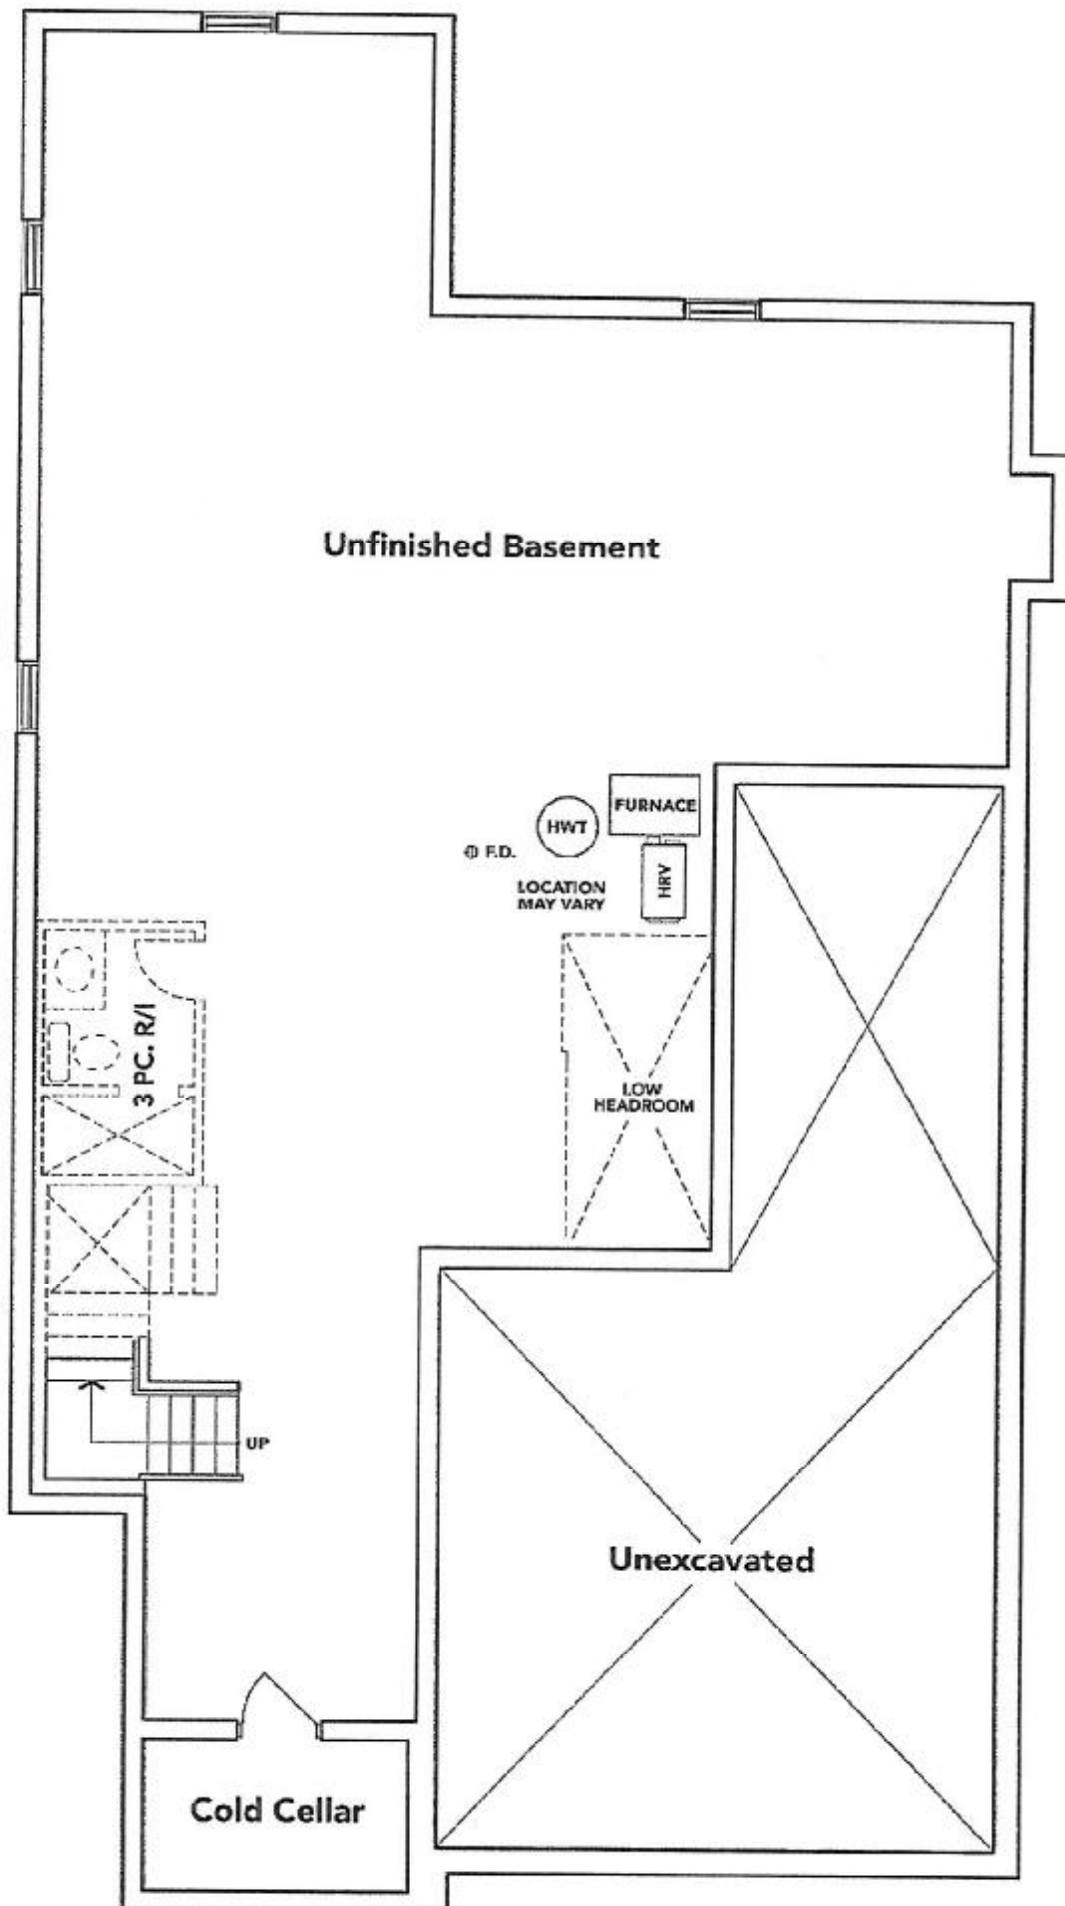 Unfinished Basement
FURNACE
HWT
F.D.
HRV
LOCATION
MAY VARY
3 PC. R/I
LOW
HEADROOM
UP
Unexcavated
Cold Cellar